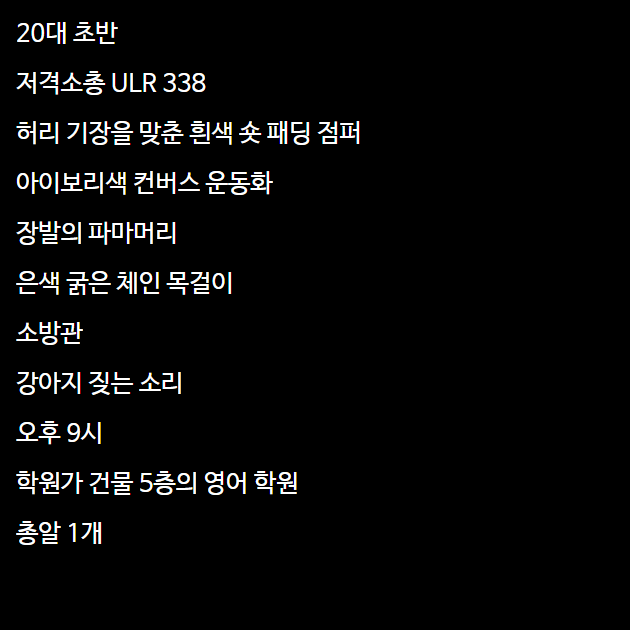 20대 초반
저격소총 ULR 338
허리 기장을 맞춘 흰색 숏 패딩 점퍼
아이보리색 컨버스 운동화
장발의 파마머리
은색 굵은 체인 목걸이
소방관
강아지 짖는 소리
오후 9시
학원가 건물 5층의 영어 학원
총알 1개